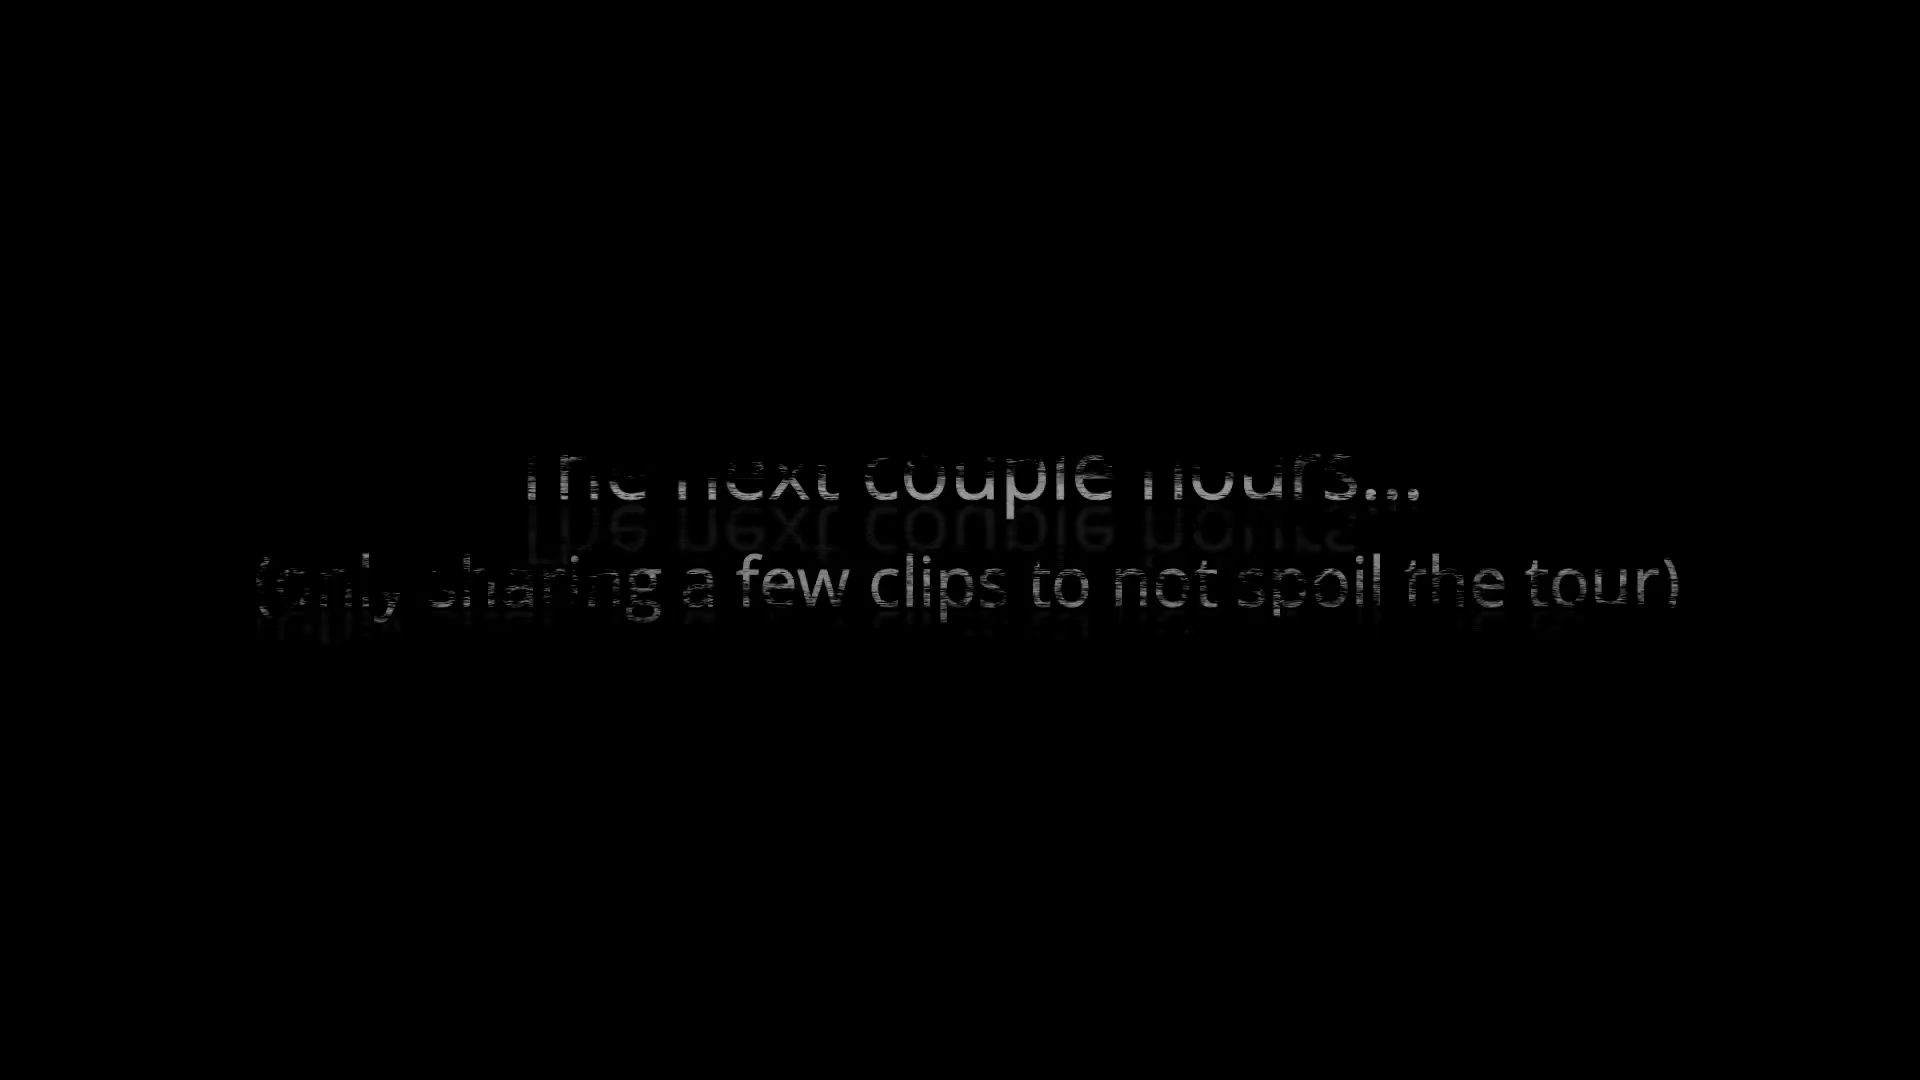 The next couple hours...
(only sharing a few clips to not spoil the tour)